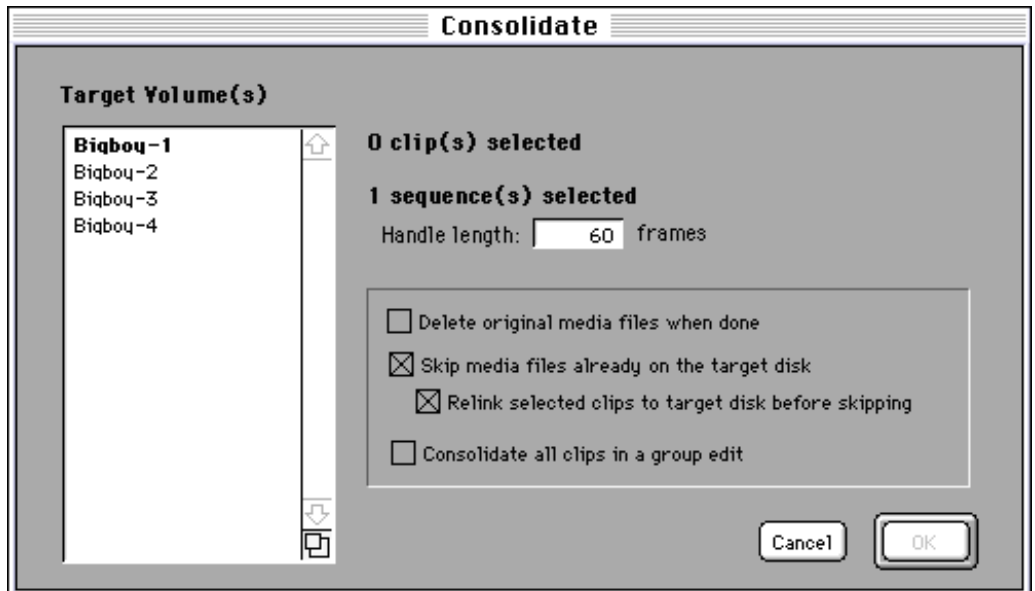 Consolidate
Target Volume(s)
Bigboy-1
Bigboy-2
Bigboy-3
Bigboy-4
0 clip(s) selected
1 sequence(s) selected
Handle length: 60 frames
Delete original media files when done
Skip media files already on the target disk
Relink selected clips to target disk before skipping
Consolidate all clips in a group edit
Cancel OK